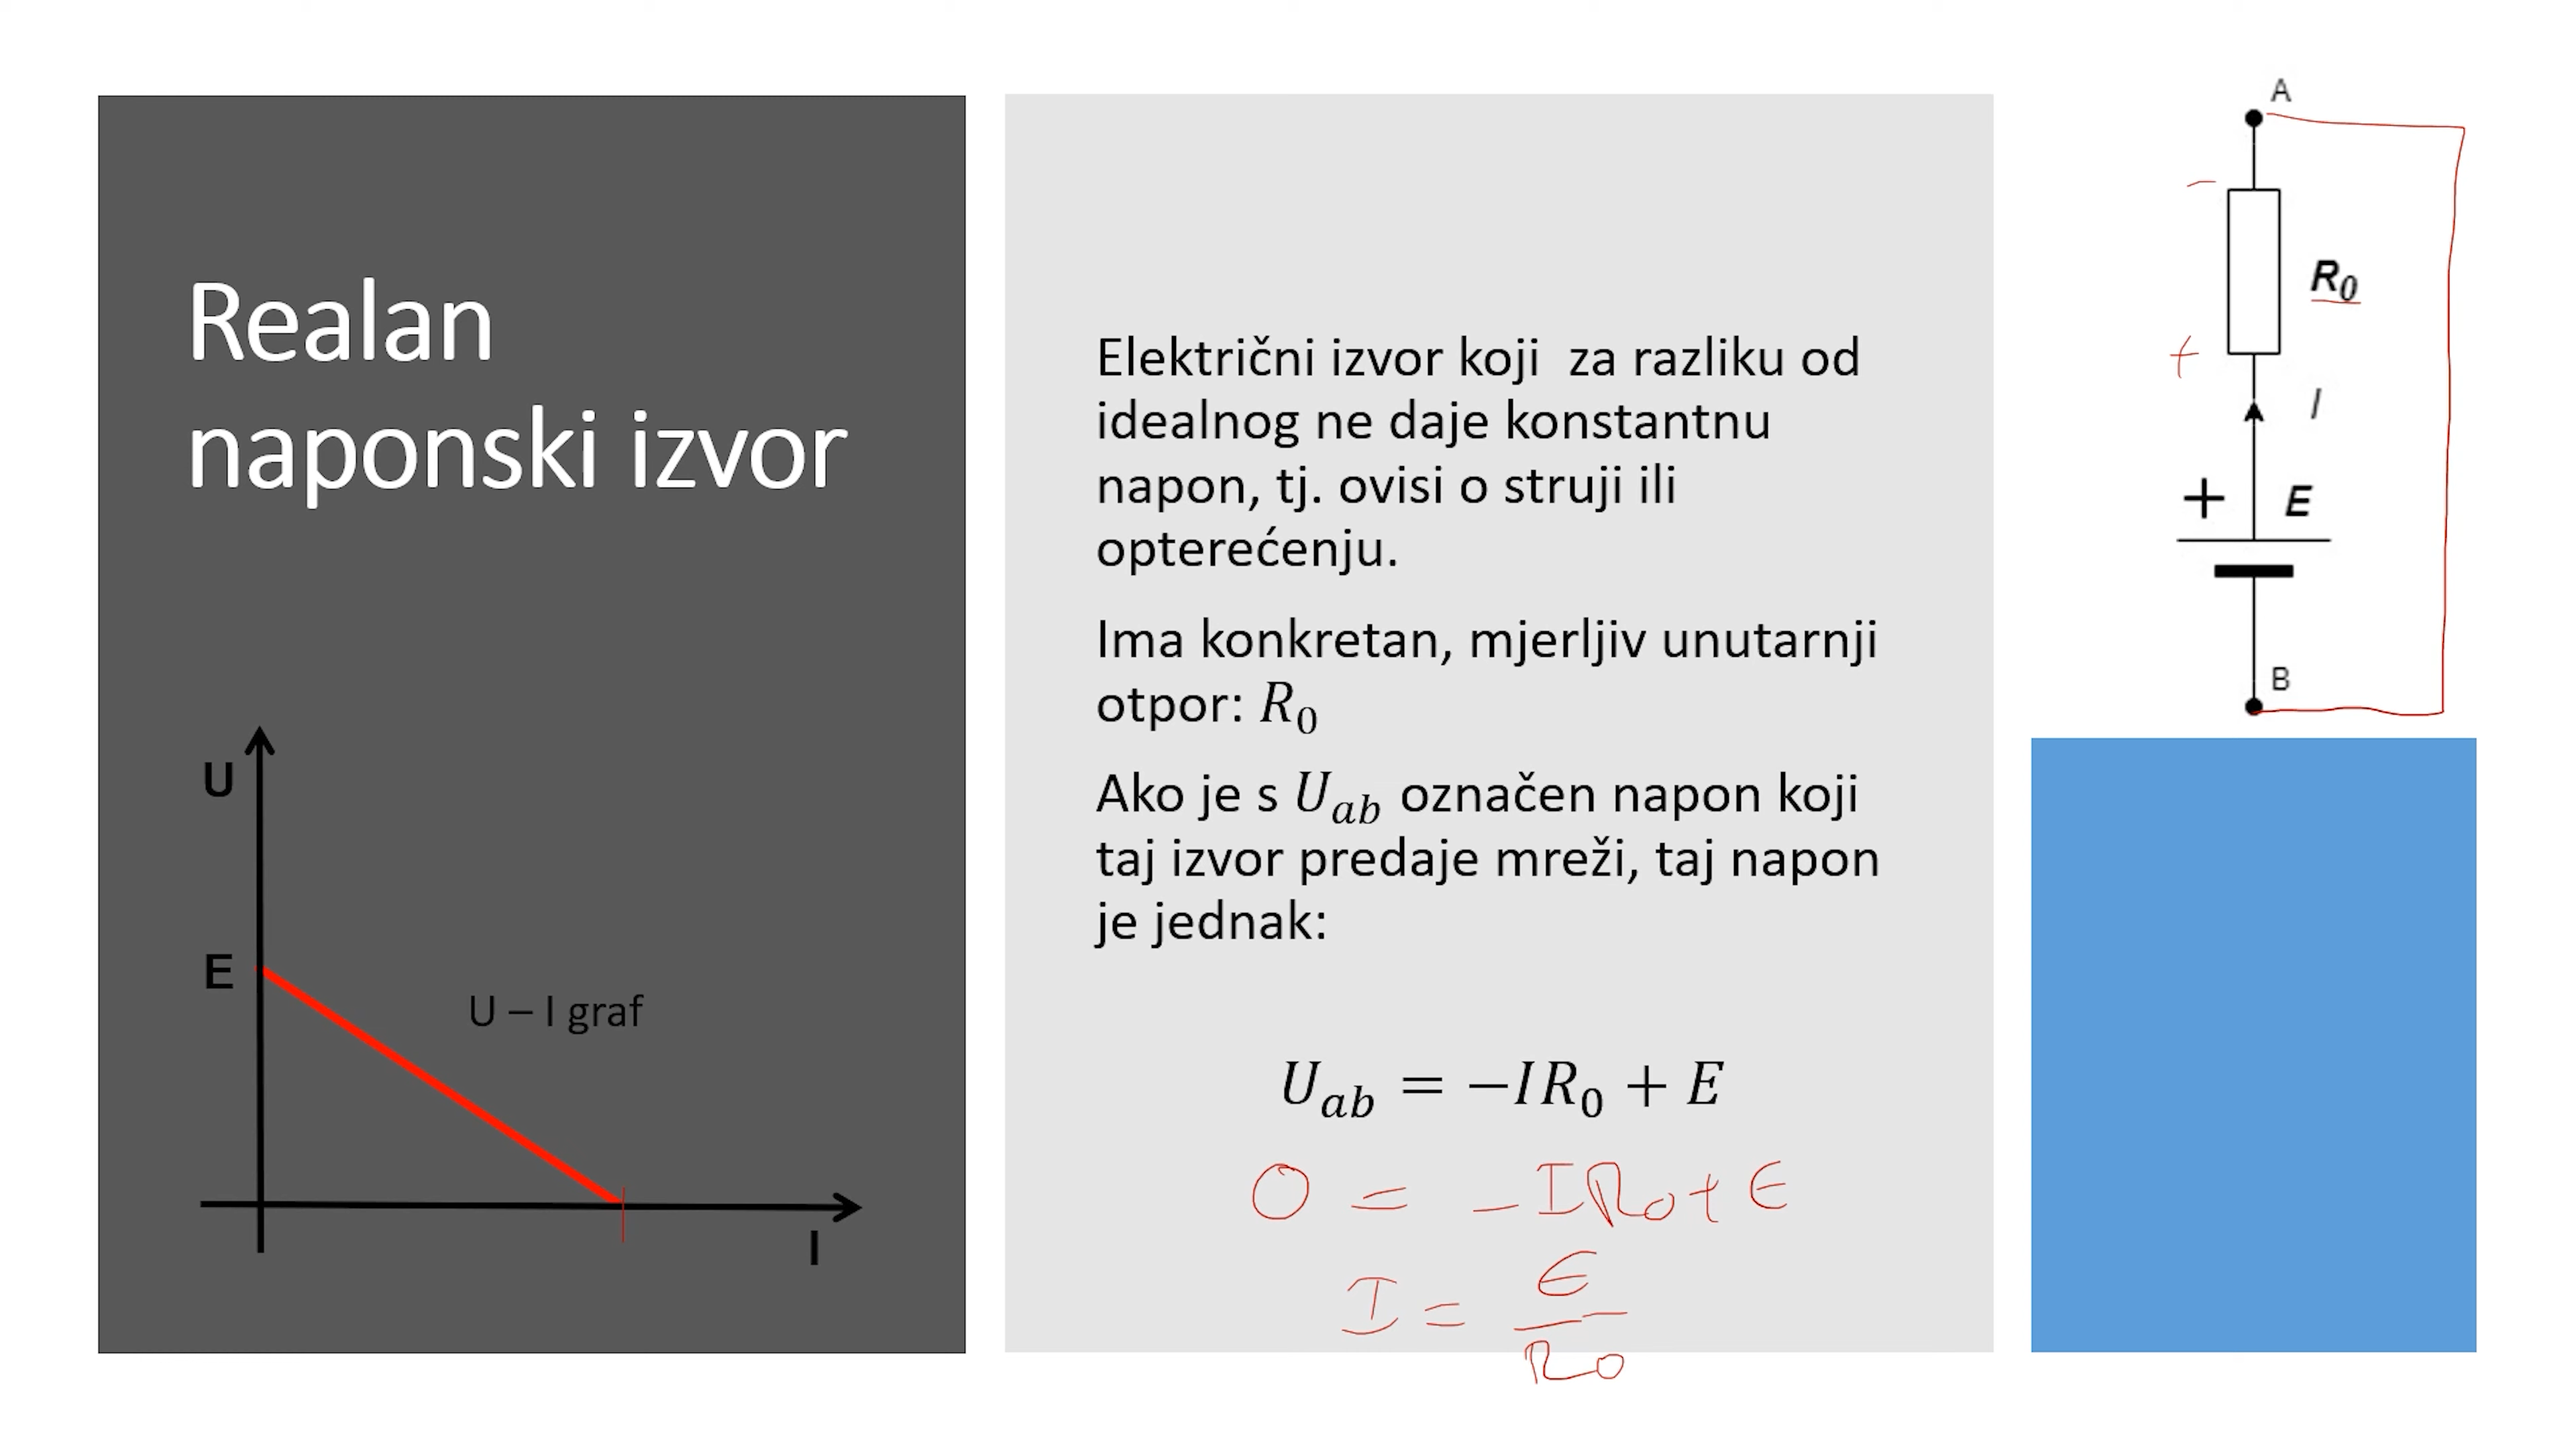 Realan
naponski izvor
U
E
U – I graf
I
Električni izvor koji za razliku od
idealnog ne daje konstantnu
napon, tj. ovisi o struji ili
opterećenju.
Ima konkretan, mjerljiv unutarnji
otpor: R₀
Ako je s U_ab označen napon koji
taj izvor predaje mreži, taj napon
je jednak:
U_ab = −IR₀ + E
0 = −IR₀ + E
I = E/R₀
A
−
R₀
+
I
+ E
B